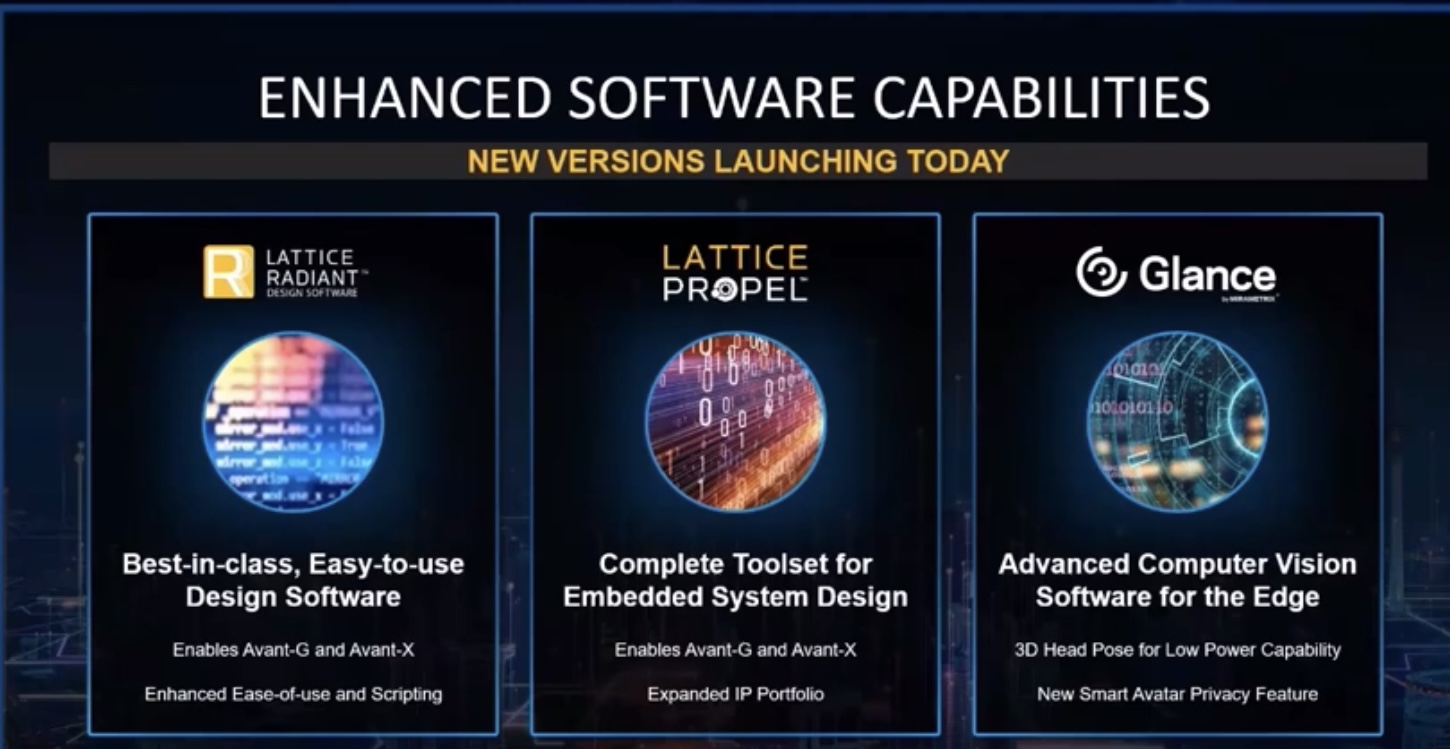 ENHANCED SOFTWARE CAPABILITIES
NEW VERSIONS LAUNCHING TODAY
R LATTICE
RADIANT™
DESIGN SOFTWARE
Best-in-class, Easy-to-use
Design Software
Enables Avant-G and Avant-X
Enhanced Ease-of-use and Scripting
LATTICE
PROPEL™
Complete Toolset for
Embedded System Design
Enables Avant-G and Avant-X
Expanded IP Portfolio
Glance
by MIRAMETRIX
1010101
101010110
Advanced Computer Vision
Software for the Edge
3D Head Pose for Low Power Capability
New Smart Avatar Privacy Feature